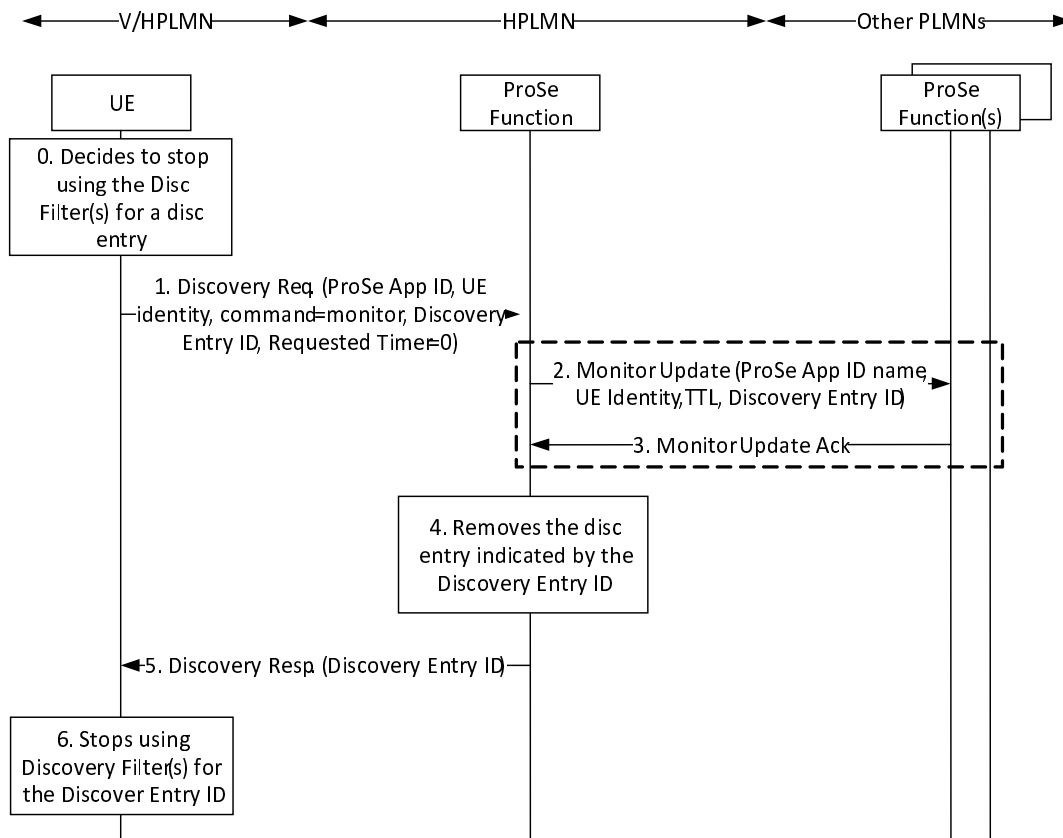 V/HPLMN
HPLMN
Other PLMNs
UE
ProSe
Function
ProSe
Function(s)
0. Decides to stop
using the Disc
Filter(s) for a disc
entry
1. Discovery Req. (ProSe App ID, UE
identity, command=monitor, Discovery
Entry ID, Requested Timer=0)
2. Monitor Update (ProSe App ID name,
UE Identity,TTL, Discovery Entry ID)
3. Monitor Update Ack
4. Removes the disc
entry indicated by the
Discovery Entry ID
5. Discovery Resp. (Discovery Entry ID)
6. Stops using
Discovery Filter(s) for
the Discover Entry ID